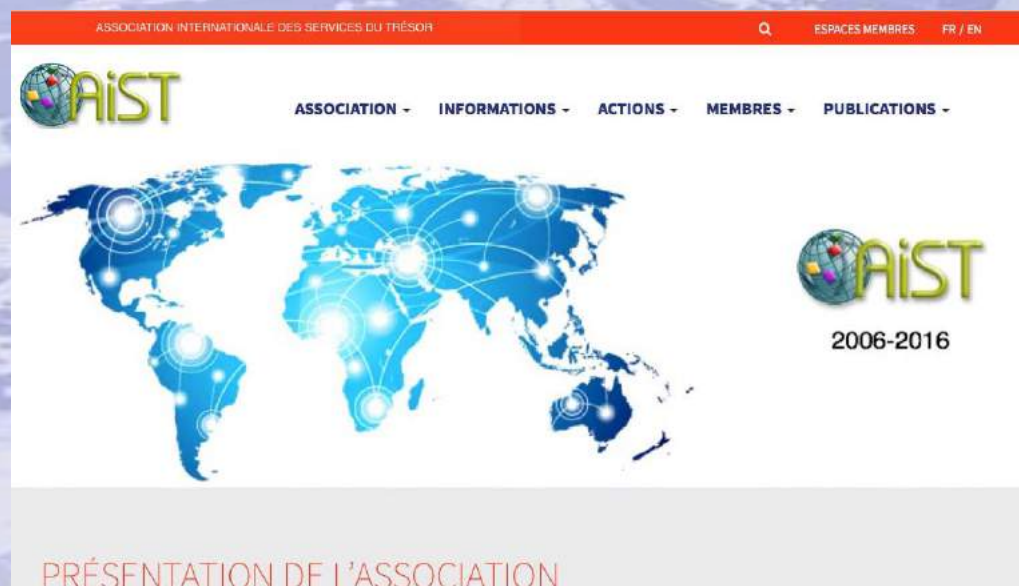 ASSOCIATION INTERNATIONALE DES SERVICES DU TRÉSOR
ESPACES MEMBRES FR / EN
AiST
ASSOCIATION INFORMATIONS ACTIONS MEMBRES PUBLICATIONS
AiST
2006-2016
PRÉSENTATION DE L'ASSOCIATION